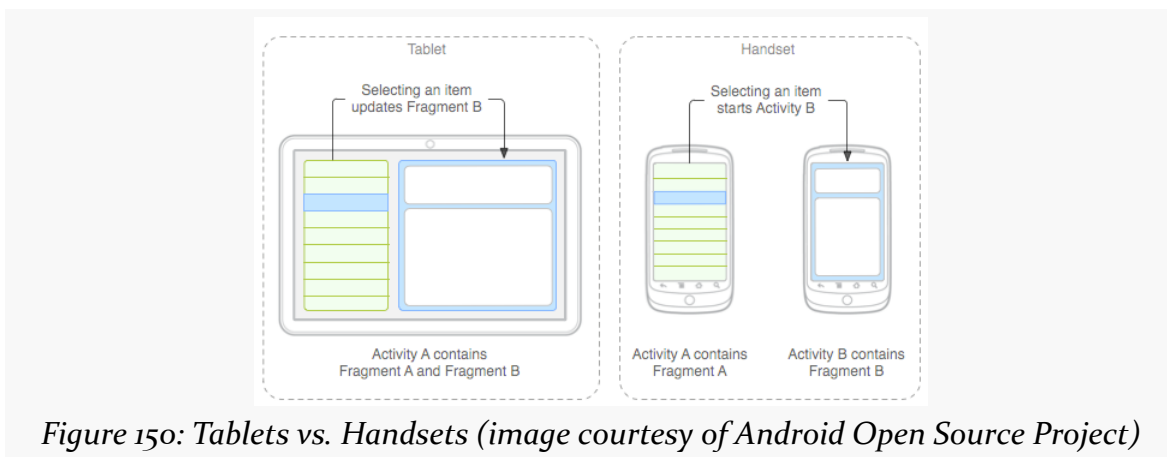 Tablet
Selecting an item
updates Fragment B
Activity A contains
Fragment A and Fragment B
Handset
Selecting an item
starts Activity B
Activity A contains
Fragment A
Activity B contains
Fragment B
Figure 150: Tablets vs. Handsets (image courtesy of Android Open Source Project)